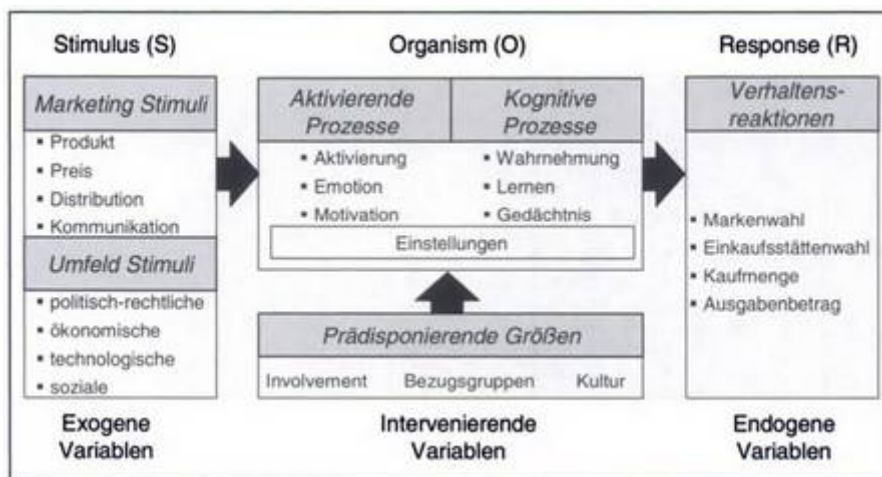 Stimulus (S)
Organism (O)
Response (R)
Marketing Stimuli
▪ Produkt
▪ Preis
▪ Distribution
▪ Kommunikation
Umfeld Stimuli
▪ politisch-rechtliche
▪ ökonomische
▪ technologische
▪ soziale
Exogene
Variablen
Aktivierende
Prozesse
▪ Aktivierung
▪ Emotion
▪ Motivation
Kognitive
Prozesse
▪ Wahrnehmung
▪ Lernen
▪ Gedächtnis
Einstellungen
Prädisponierende Größen
Involvement Bezugsgruppen Kultur
Intervenierende
Variablen
Verhaltens-
reaktionen
▪ Markenwahl
▪ Einkaufsstättenwahl
▪ Kaufmenge
▪ Ausgabenbetrag
Endogene
Variablen